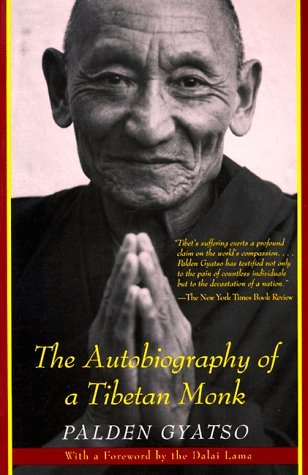 "Tibet's suffering exerts a profound
claim on the world's compassion. . . .
Palden Gyatso has testified not only
to the pain of countless individuals
but to the devastation of a nation."
—The New York Times Book Review
The Autobiography of
a Tibetan Monk
PALDEN GYATSO
With a Foreword by the Dalai Lama